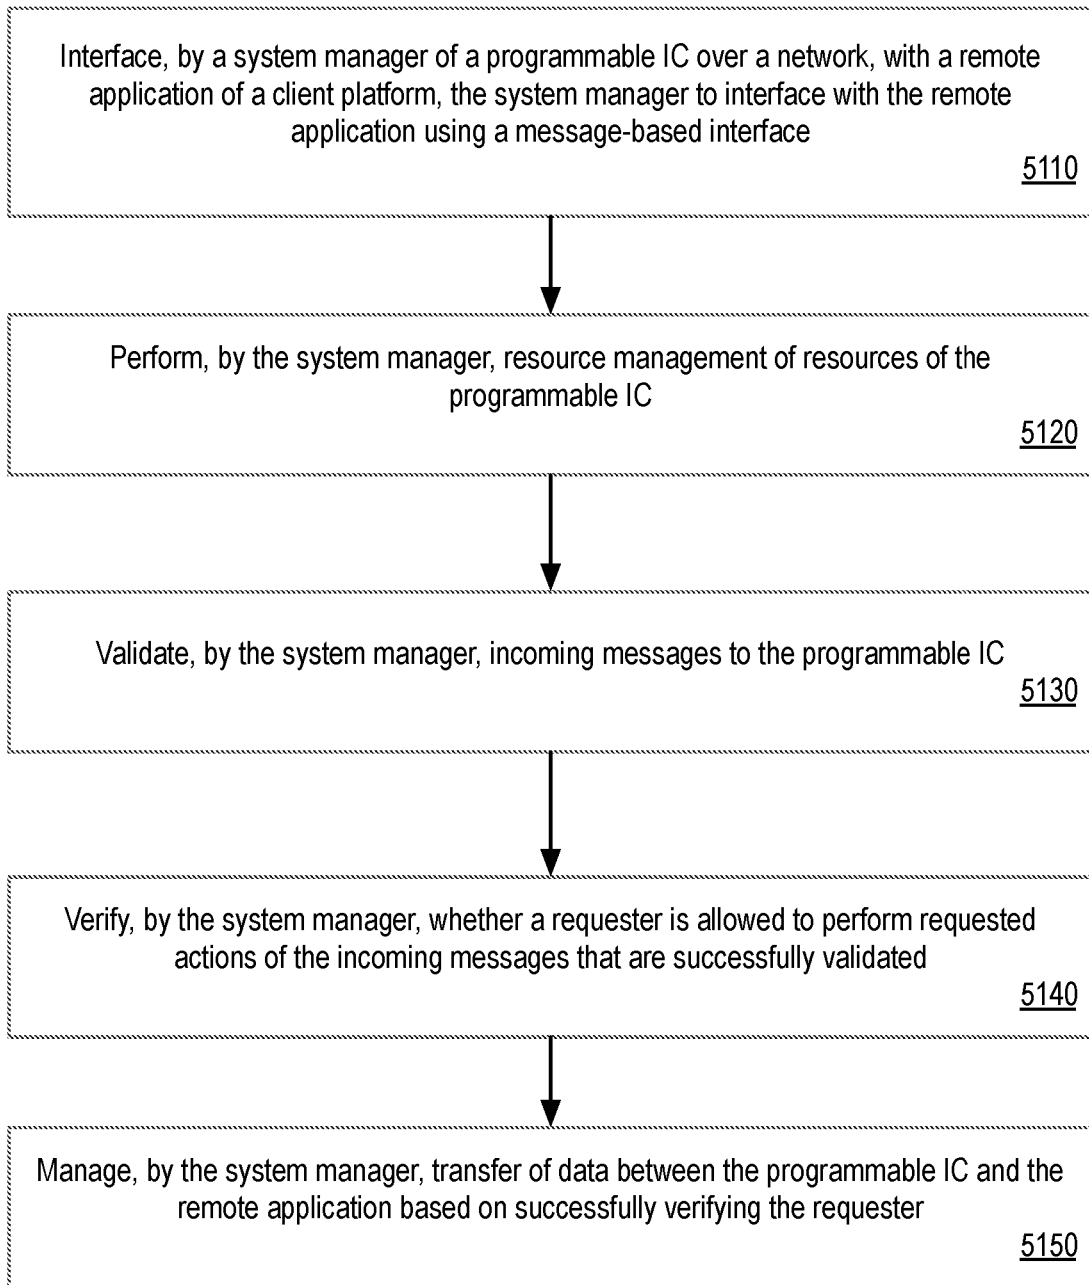 Interface, by a system manager of a programmable IC over a network, with a remote
application of a client platform, the system manager to interface with the remote
application using a message-based interface
5110
Perform, by the system manager, resource management of resources of the
programmable IC
5120
Validate, by the system manager, incoming messages to the programmable IC
5130
Verify, by the system manager, whether a requester is allowed to perform requested
actions of the incoming messages that are successfully validated
5140
Manage, by the system manager, transfer of data between the programmable IC and the
remote application based on successfully verifying the requester
5150